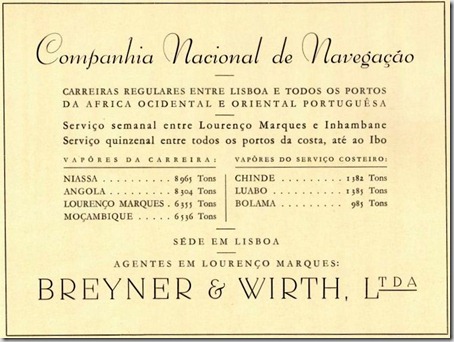 Companhia Nacional de Navegação
CARREIRAS REGULARES ENTRE LISBOA E TODOS OS PORTOS
DA AFRICA OCIDENTAL E ORIENTAL PORTUGUÊSA
Serviço semanal entre Lourenço Marques e Inhambane
Serviço quinzenal entre todos os portos da costa, até ao Ibo
VAPÔRES DA CARREIRA:
NIASSA . . . . . . . . . 8965 Tons
ANGOLA . . . . . . . . 8304 Tons
LOURENÇO MARQUES . 6355 Tons
MOÇAMBIQUE . . . . . 6536 Tons
VAPÔRES DO SERVIÇO COSTEIRO:
CHINDE . . . . . . . . . 1382 Tons
LUABO . . . . . . . . . 1385 Tons
BOLAMA . . . . . . . . . 985 Tons
SÉDE EM LISBOA
AGENTES EM LOURENÇO MARQUES:
BREYNER & WIRTH, LTDA